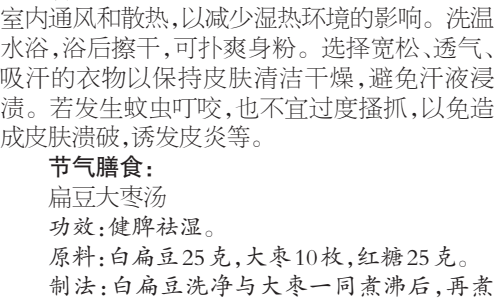 室内通风和散热,以减少湿热环境的影响。洗温
水浴,浴后擦干,可扑爽身粉。选择宽松、透气、
吸汗的衣物以保持皮肤清洁干燥,避免汗液浸
渍。若发生蚊虫叮咬,也不宜过度搔抓,以免造
成皮肤溃破,诱发皮炎等。
节气膳食:
扁豆大枣汤
功效:健脾祛湿。
原料:白扁豆25克,大枣10枚,红糖25克。
制法:白扁豆洗净与大枣一同煮沸后,再煮